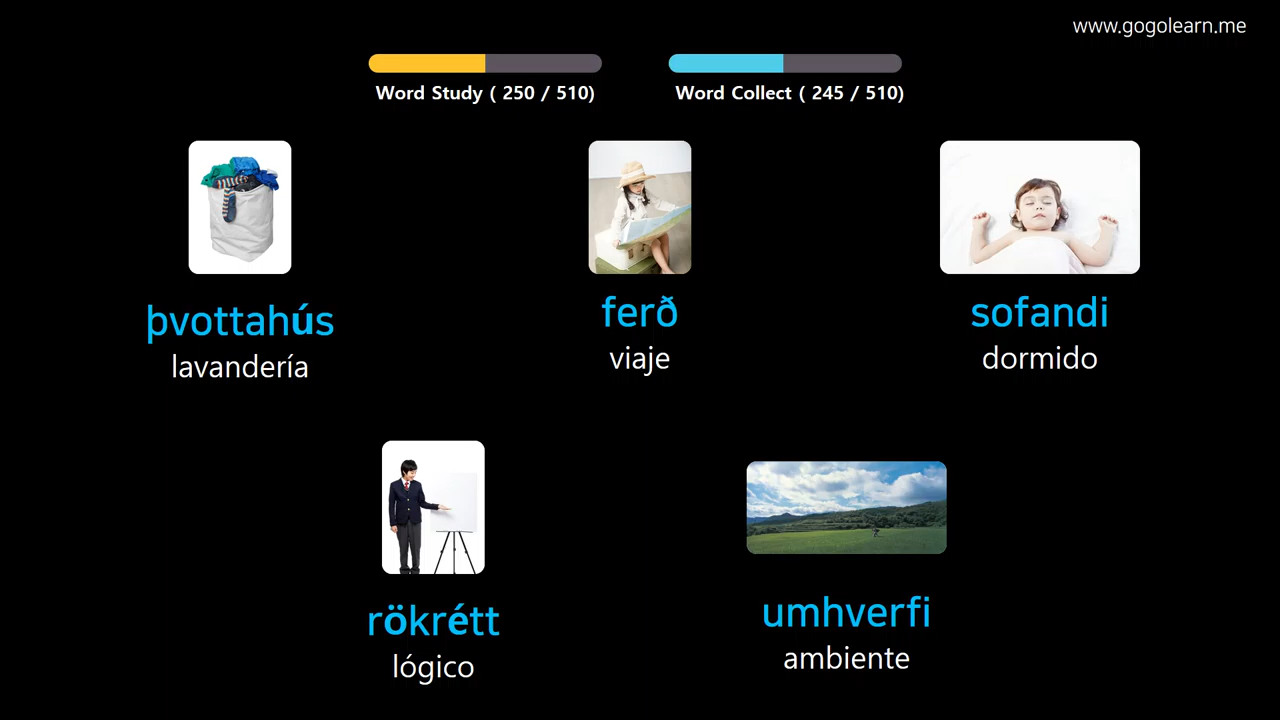 www.gogolearn.me
Word Study ( 250 / 510)
Word Collect ( 245 / 510)
þvottahús
lavandería
ferð
viaje
sofandi
dormido
rökrétt
lógico
umhverfi
ambiente